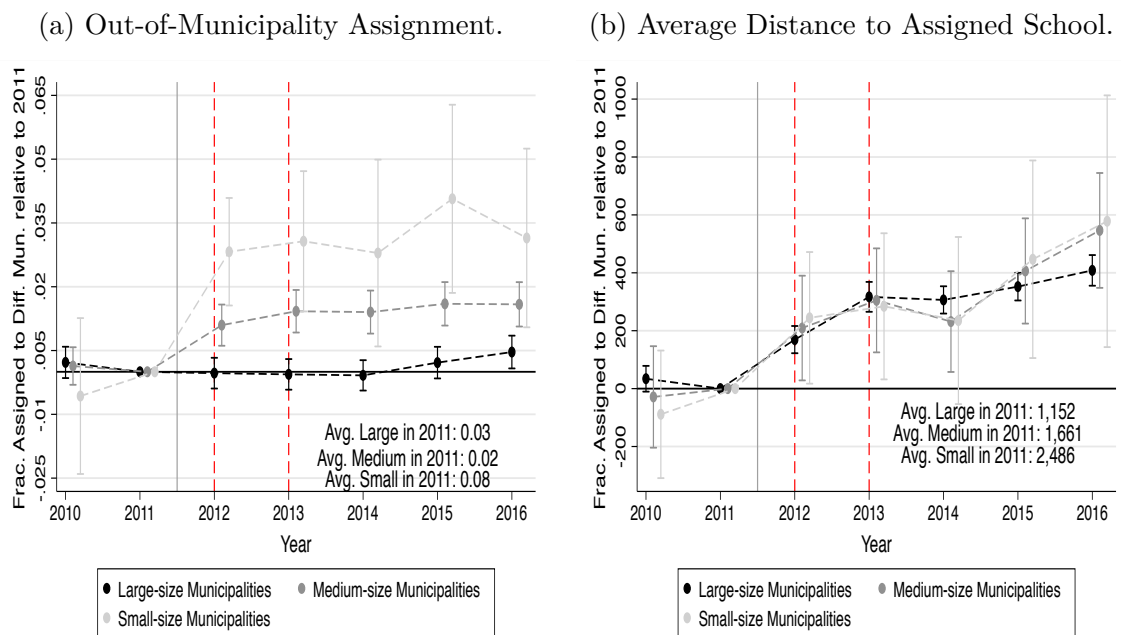 (a) Out-of-Municipality Assignment.
Frac. Assigned to Diff. Mun. relative to 2011
.065
.05
.035
.02
.005
-.01
-.025
Avg. Large in 2011: 0.03
Avg. Medium in 2011: 0.02
Avg. Small in 2011: 0.08
2010 2011 2012 2013 2014 2015 2016
Year
Large-size Municipalities Medium-size Municipalities
Small-size Municipalities
(b) Average Distance to Assigned School.
Frac. Assigned to Diff. Mun. relative to 2011
1000
800
600
400
200
0
-200
Avg. Large in 2011: 1,152
Avg. Medium in 2011: 1,661
Avg. Small in 2011: 2,486
2010 2011 2012 2013 2014 2015 2016
Year
Large-size Municipalities Medium-size Municipalities
Small-size Municipalities